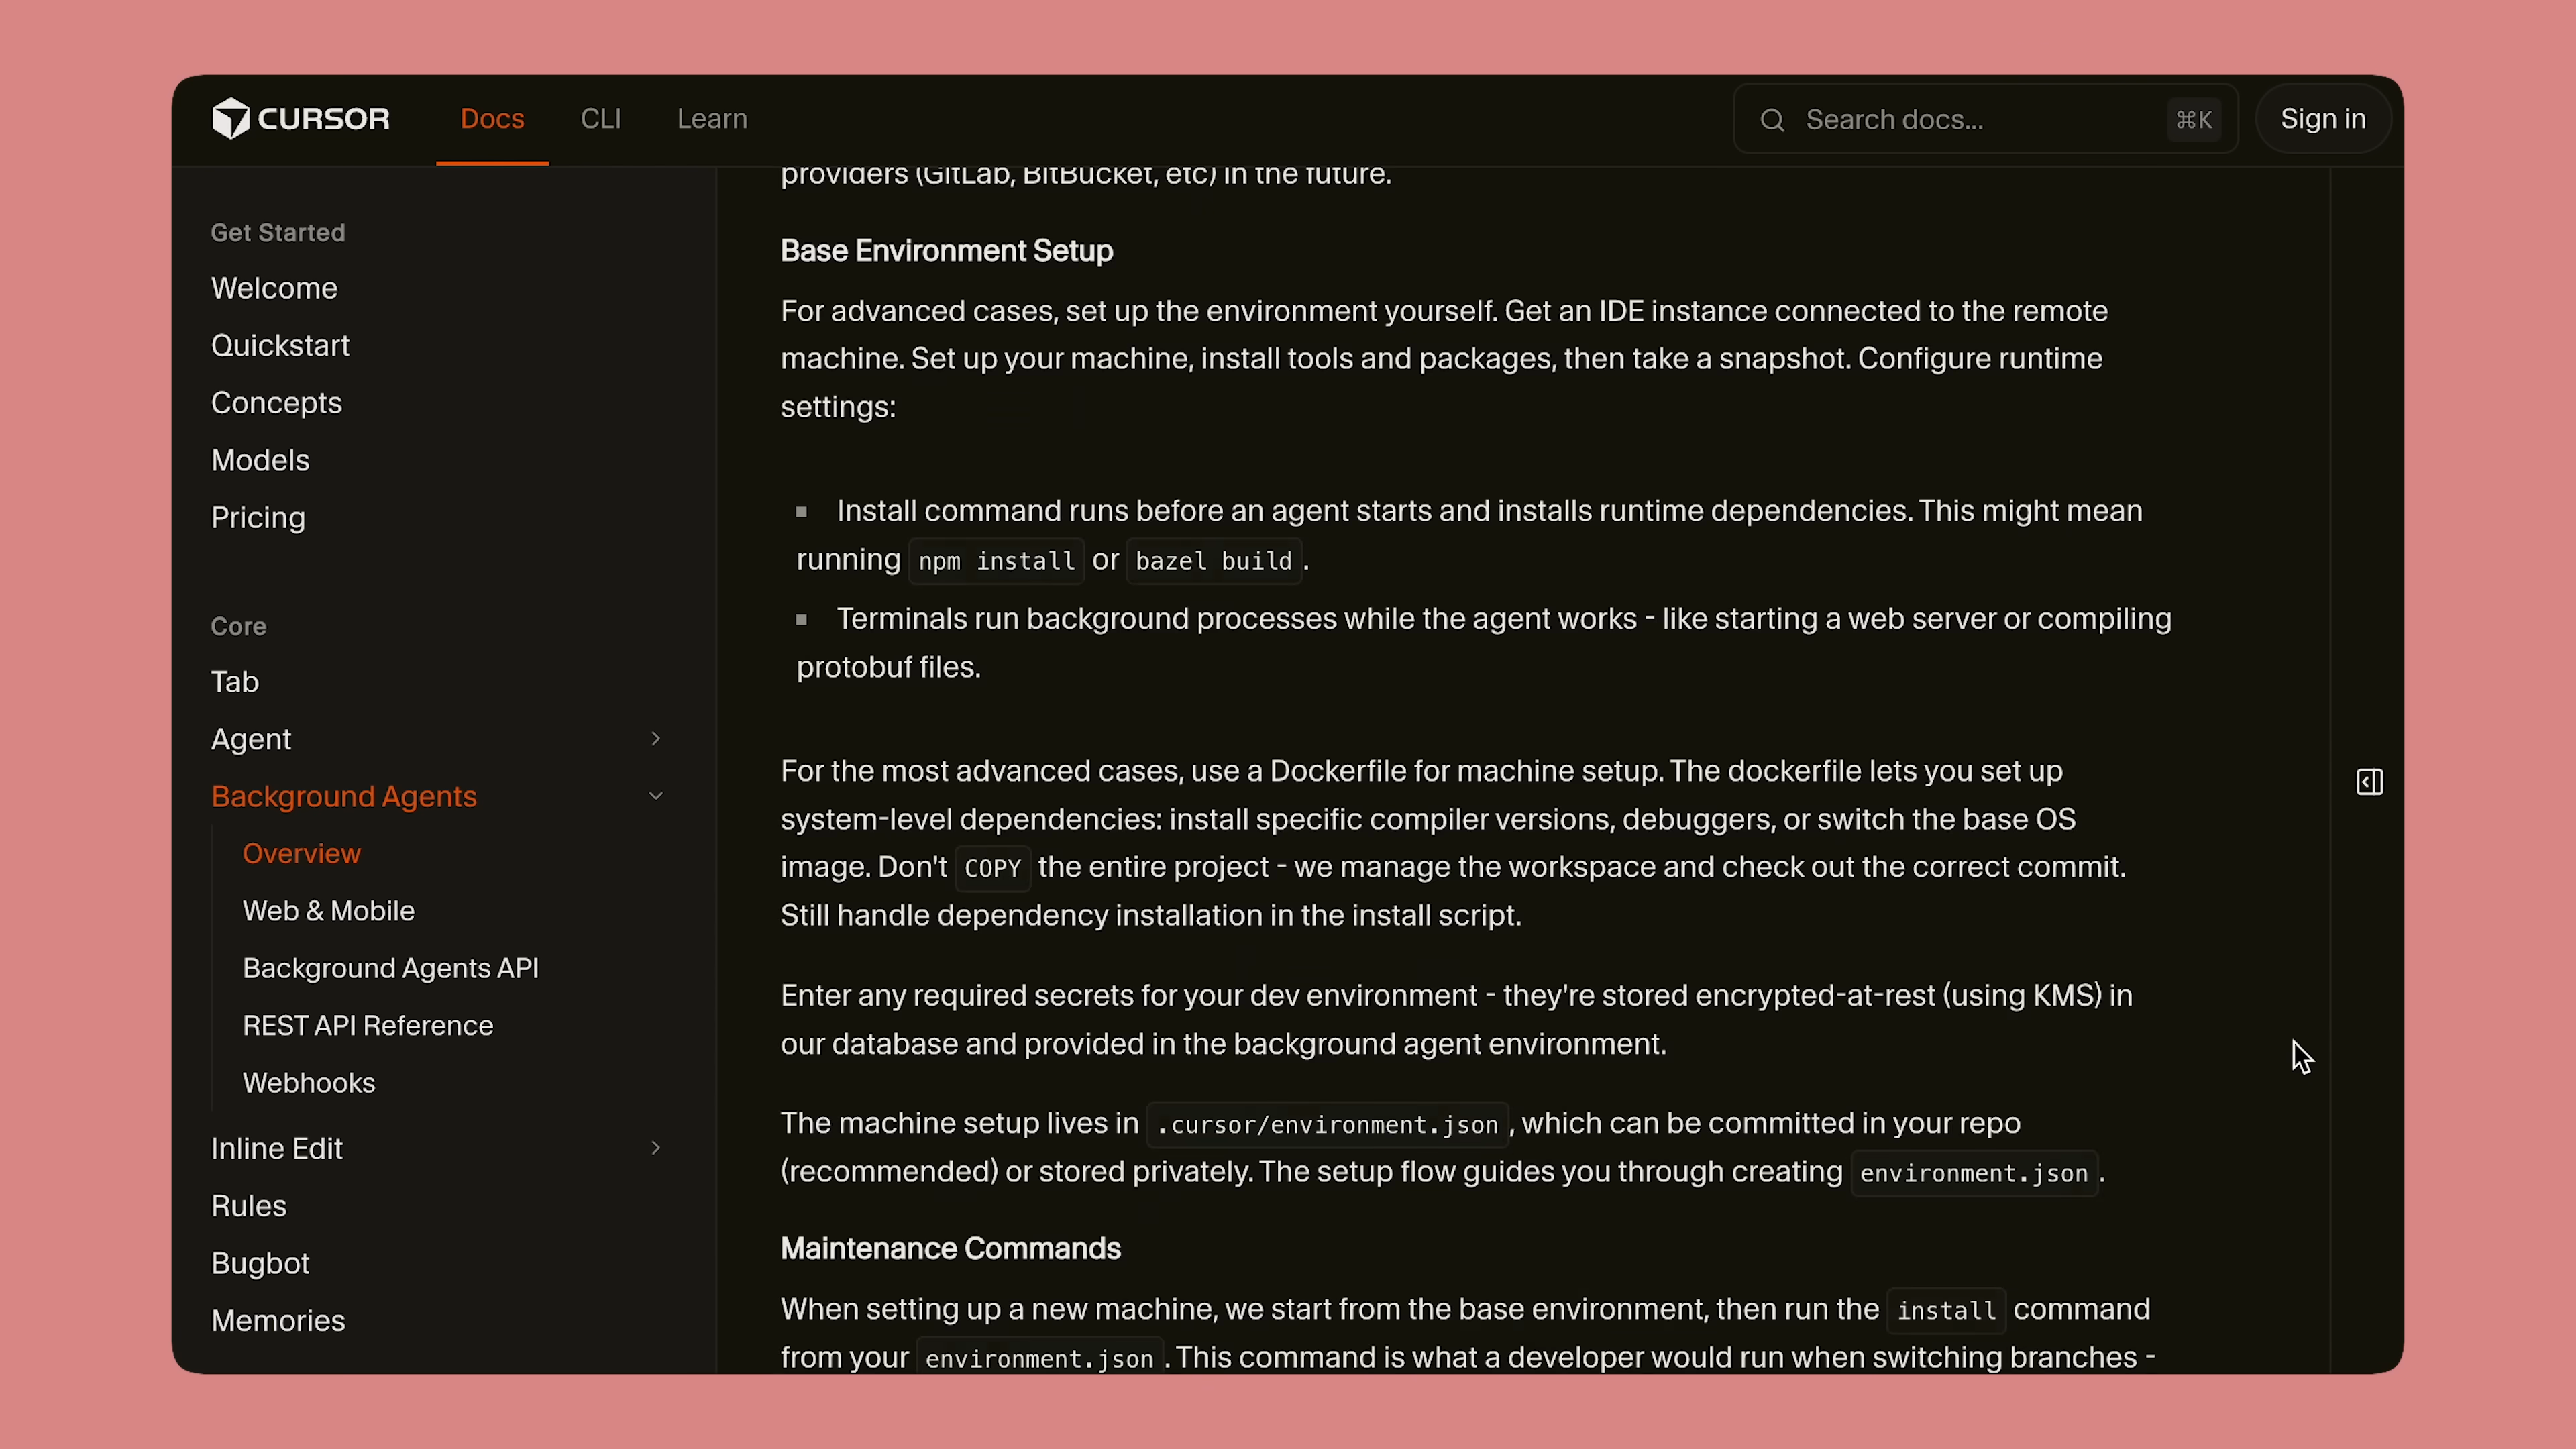 CURSOR
Docs
CLI
Learn
Search docs...
⌘K
Sign in
Get Started
Welcome
Quickstart
Concepts
Models
Pricing
Core
Tab
Agent
Background Agents
Overview
Web & Mobile
Background Agents API
REST API Reference
Webhooks
Inline Edit
Rules
Bugbot
Memories
providers (GitLab, BitBucket, etc) in the future.
Base Environment Setup
For advanced cases, set up the environment yourself. Get an IDE instance connected to the remote
machine. Set up your machine, install tools and packages, then take a snapshot. Configure runtime
settings:
Install command runs before an agent starts and installs runtime dependencies. This might mean
running npm install or bazel build.
Terminals run background processes while the agent works - like starting a web server or compiling
protobuf files.
For the most advanced cases, use a Dockerfile for machine setup. The dockerfile lets you set up
system-level dependencies: install specific compiler versions, debuggers, or switch the base OS
image. Don't COPY the entire project - we manage the workspace and check out the correct commit.
Still handle dependency installation in the install script.
Enter any required secrets for your dev environment - they're stored encrypted-at-rest (using KMS) in
our database and provided in the background agent environment.
The machine setup lives in .cursor/environment.json, which can be committed in your repo
(recommended) or stored privately. The setup flow guides you through creating environment.json.
Maintenance Commands
When setting up a new machine, we start from the base environment, then run the install command
from your environment.json. This command is what a developer would run when switching branches -